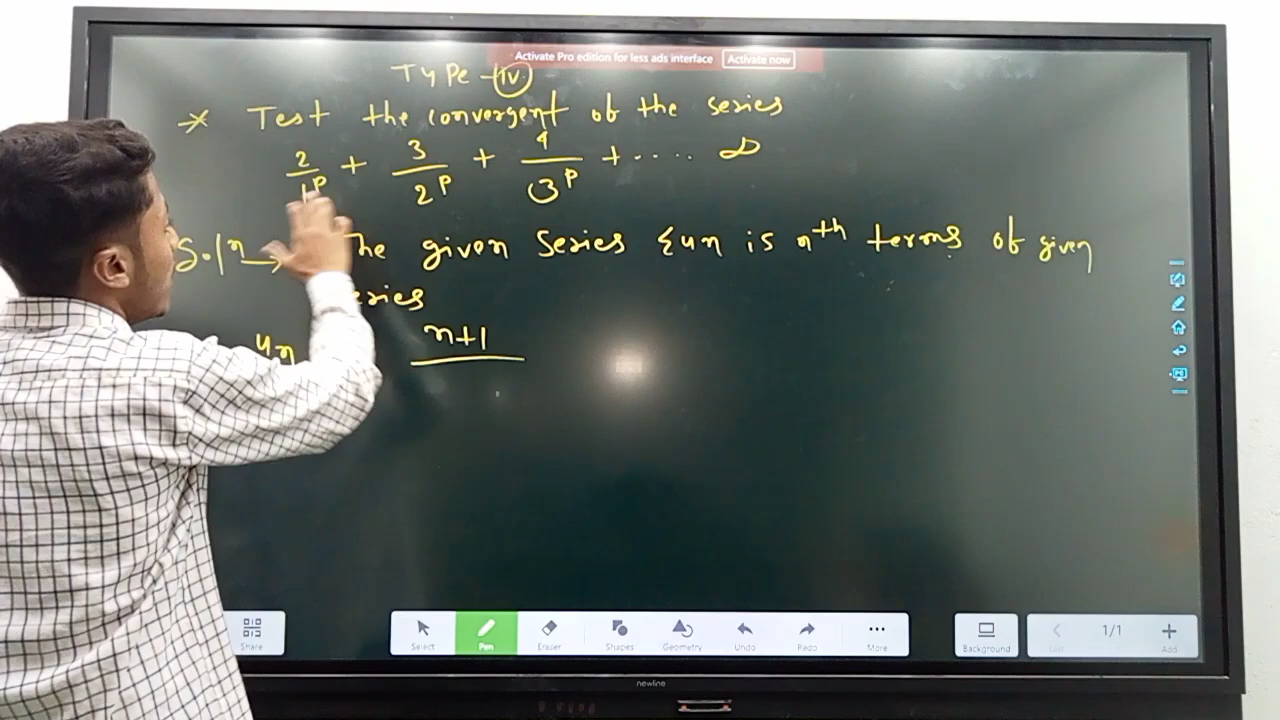 Activate Pro edition for less ads interface Activate now
Type-IV
* Test the convergent of the series
2/1^p + 3/2^p + 4/3^p + .... ∞
Sol^n → The given Series {un is nth terms of given
series
un n+1
Share
Select Pen Eraser Shapes Geometry Undo Redo More
Background
1/1 Add
newline